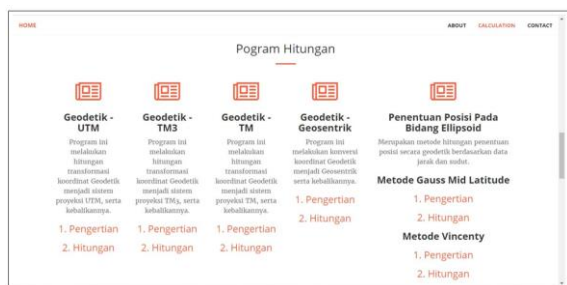 HOME
ABOUT
CALCULATION
CONTACT
Pogram Hitungan
Geodetik -
UTM
Program ini
melakukan
hitungan
transformasi
koordinat Geodetik
menjadi sistem
proyeksi UTM, serta
kebalikannya.
1. Pengertian
2. Hitungan
Geodetik -
TM3
Program ini
melakukan
hitungan
transformasi
koordinat Geodetik
menjadi sistem
proyeksi TM3, serta
kebalikannya.
1. Pengertian
2. Hitungan
Geodetik -
TM
Program ini
melakukan
hitungan
transformasi
koordinat Geodetik
menjadi sistem
proyeksi TM, serta
kebalikannya.
1. Pengertian
2. Hitungan
Geodetik -
Geosentrik
Program ini
melakukan konversi
koordinat Geodetik
menjadi Geosentrik
serta kebalikannya.
1. Pengertian
2. Hitungan
Penentuan Posisi Pada
Bidang Ellipsoid
Merupakan metode hitungan penentuan
posisi secara geodetik berdasarkan data
jarak dan sudut.
Metode Gauss Mid Latitude
1. Pengertian
2. Hitungan
Metode Vincenty
1. Pengertian
2. Hitungan